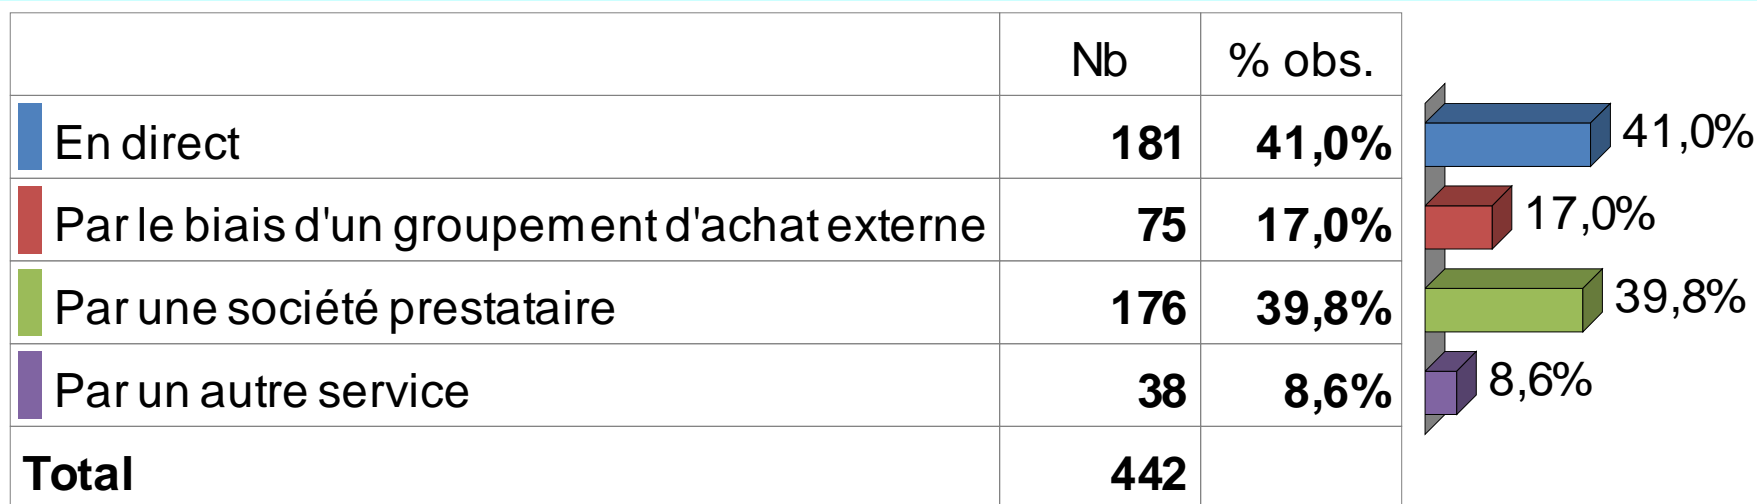 Nb % obs.
En direct 181 41,0% 41,0%
Par le biais d'un groupement d'achat externe 75 17,0% 17,0%
Par une société prestataire 176 39,8% 39,8%
Par un autre service 38 8,6% 8,6%
Total 442